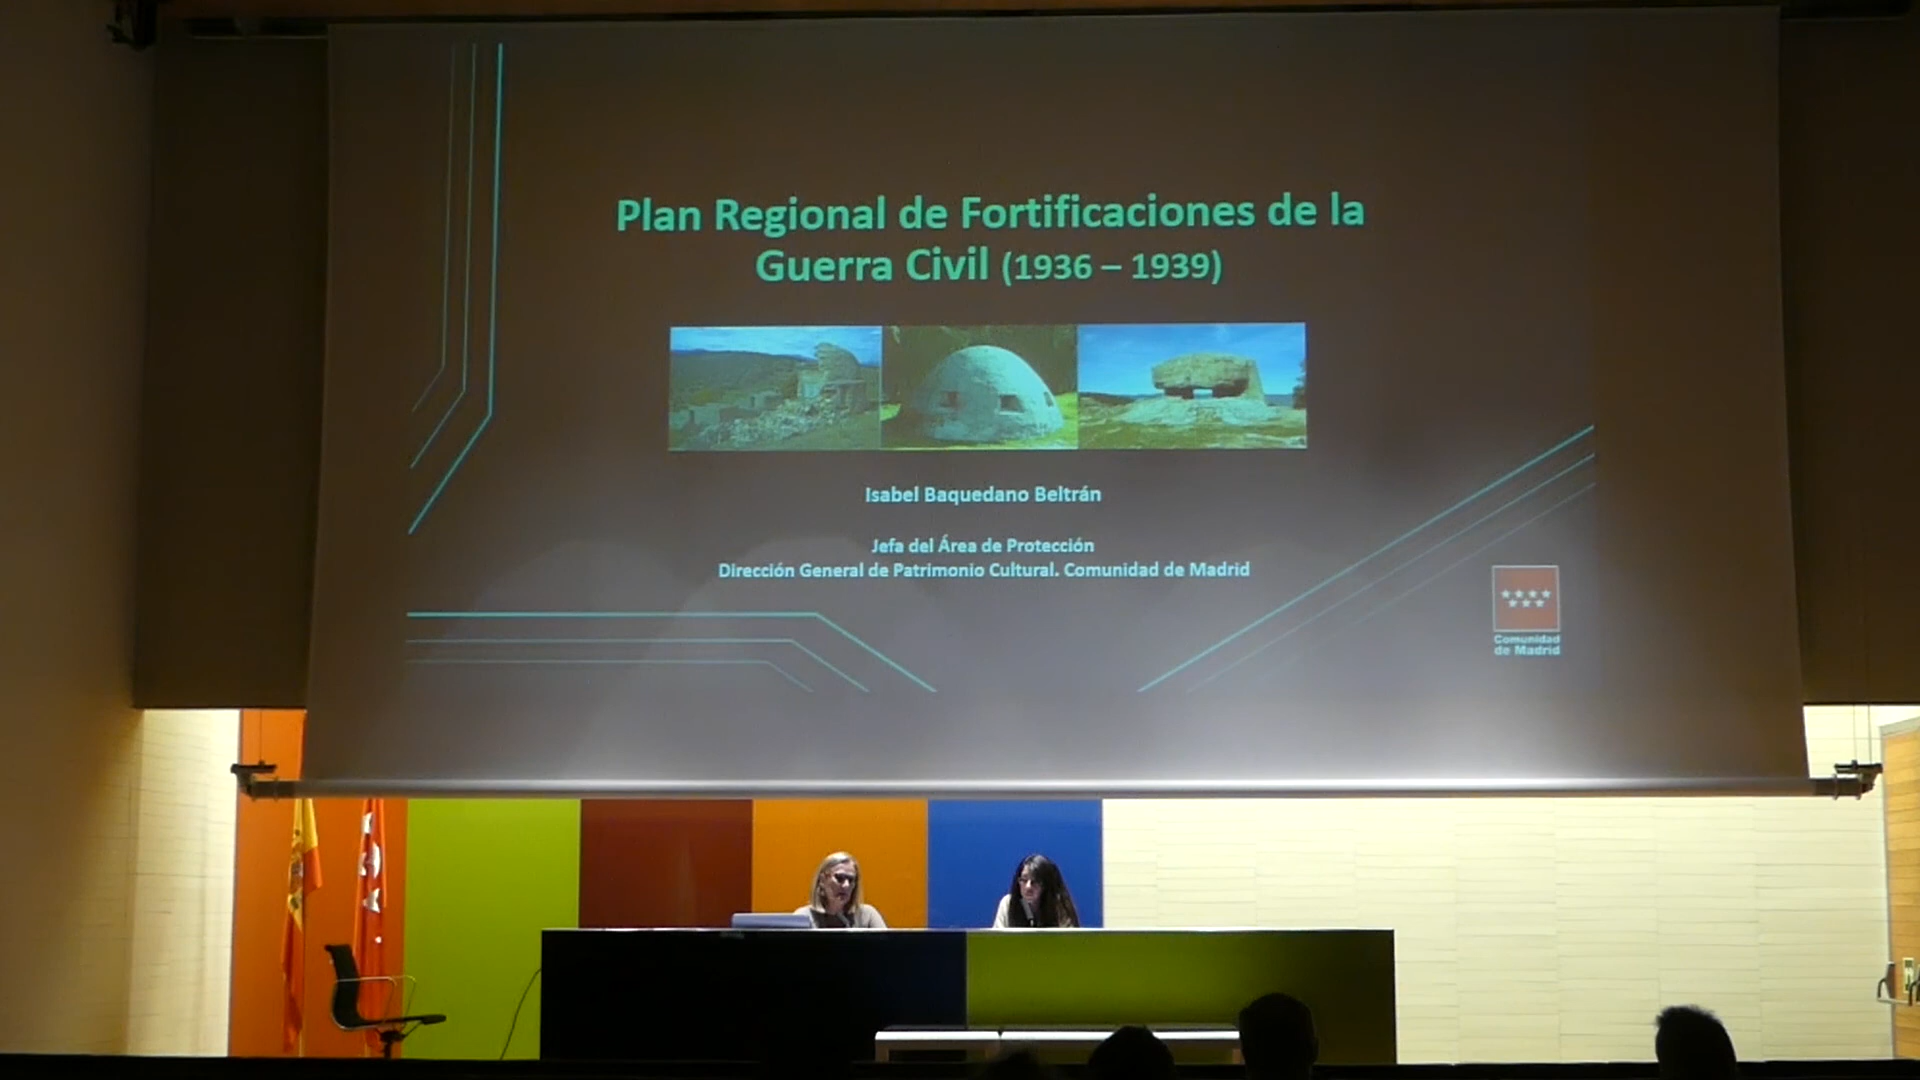 Plan Regional de Fortificaciones de la
Guerra Civil (1936 – 1939)
Isabel Baquedano Beltrán
Jefa del Área de Protección
Dirección General de Patrimonio Cultural. Comunidad de Madrid
Comunidad
de Madrid